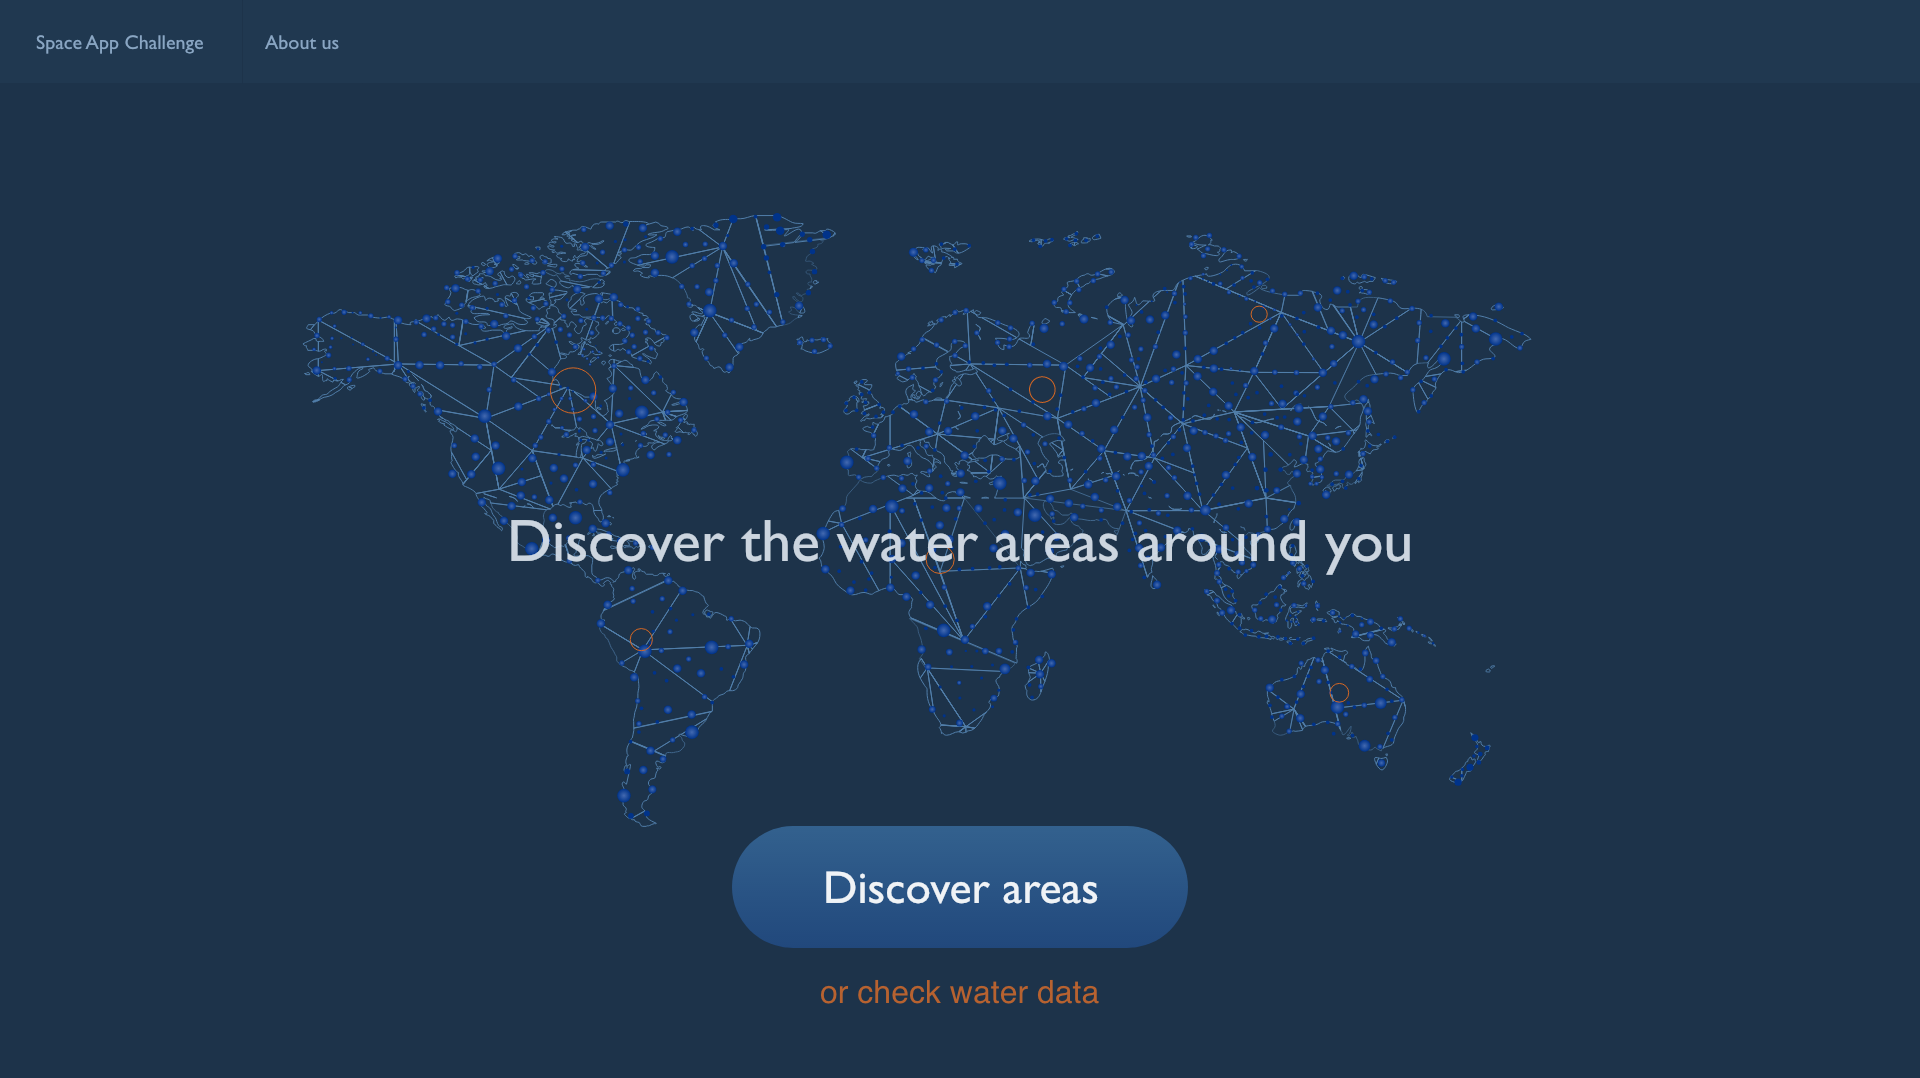 Space App Challenge
About us
Discover the water areas around you
Discover areas
or check water data